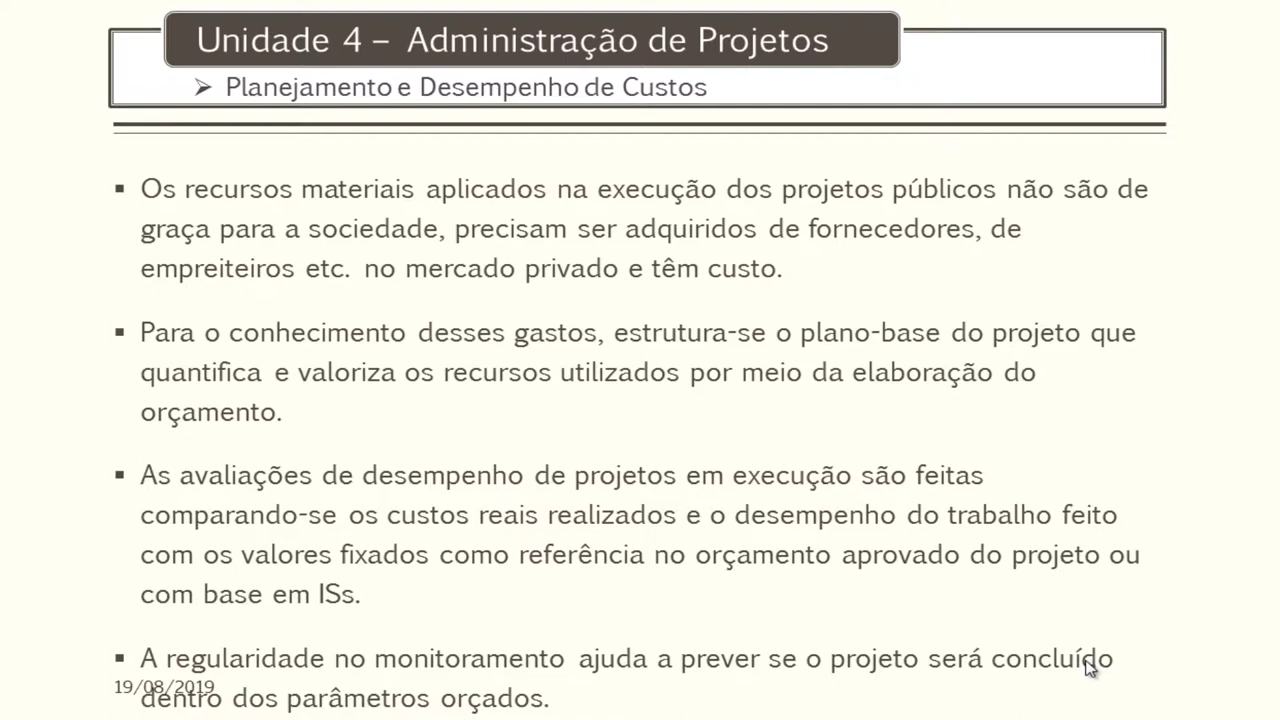 Unidade 4 – Administração de Projetos
➢ Planejamento e Desempenho de Custos
▪ Os recursos materiais aplicados na execução dos projetos públicos não são de
graça para a sociedade, precisam ser adquiridos de fornecedores, de
empreiteiros etc. no mercado privado e têm custo.
▪ Para o conhecimento desses gastos, estrutura-se o plano-base do projeto que
quantifica e valoriza os recursos utilizados por meio da elaboração do
orçamento.
▪ As avaliações de desempenho de projetos em execução são feitas
comparando-se os custos reais realizados e o desempenho do trabalho feito
com os valores fixados como referência no orçamento aprovado do projeto ou
com base em ISs.
▪ A regularidade no monitoramento ajuda a prever se o projeto será concluído
19/08/2019
dentro dos parâmetros orçados.